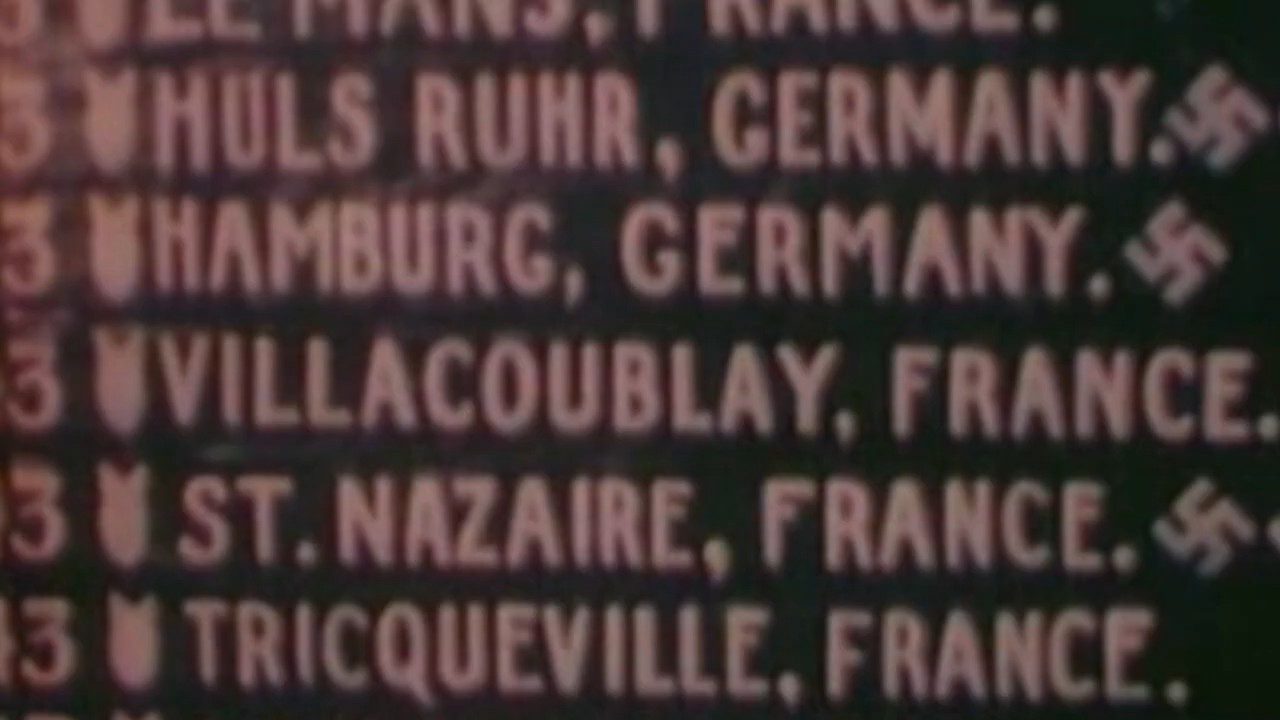 LE MANS, FRANCE.
3 HULS RUHR, GERMANY.
3 HAMBURG, GERMANY.
3 VILLACOUBLAY, FRANCE.
3 ST. NAZAIRE, FRANCE.
43 TRICQUEVILLE, FRANCE.